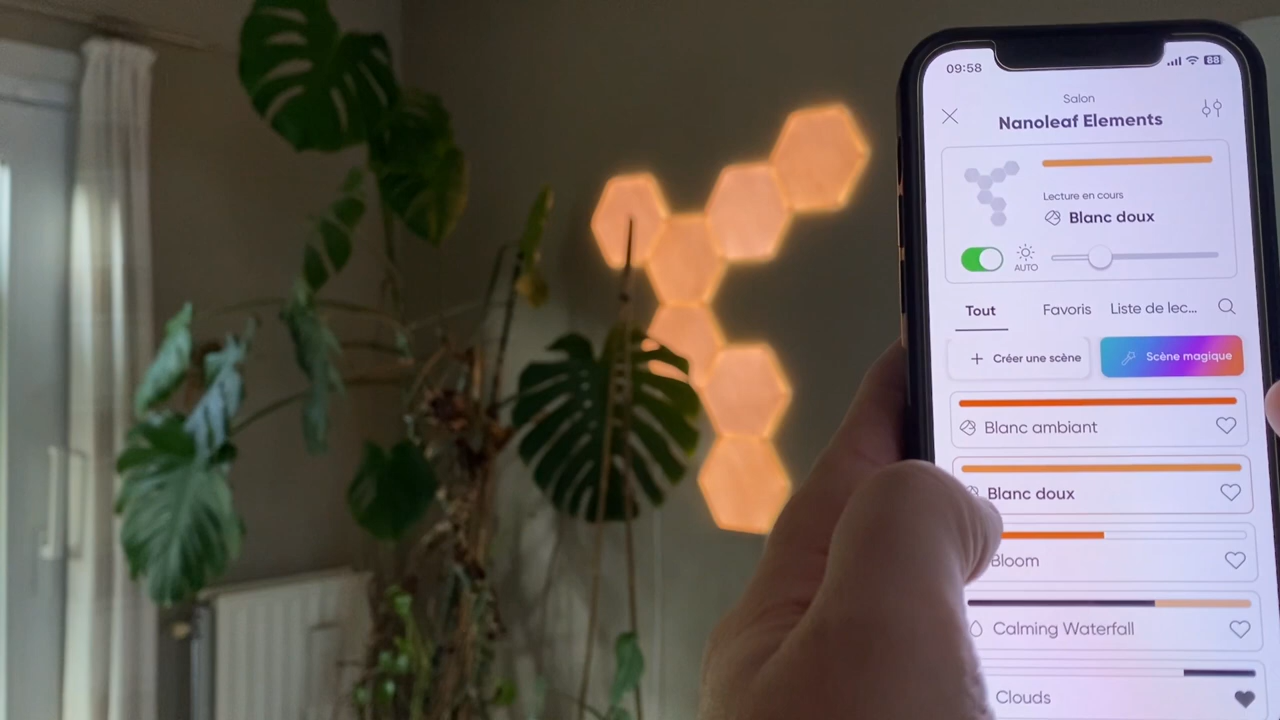 09:58
68
Salon
Nanoleaf Elements
Lecture en cours
Blanc doux
AUTO
Tout
Favoris
Liste de lec...
+ Créer une scène
Scène magique
Blanc ambiant
Blanc doux
Bloom
Calming Waterfall
Clouds